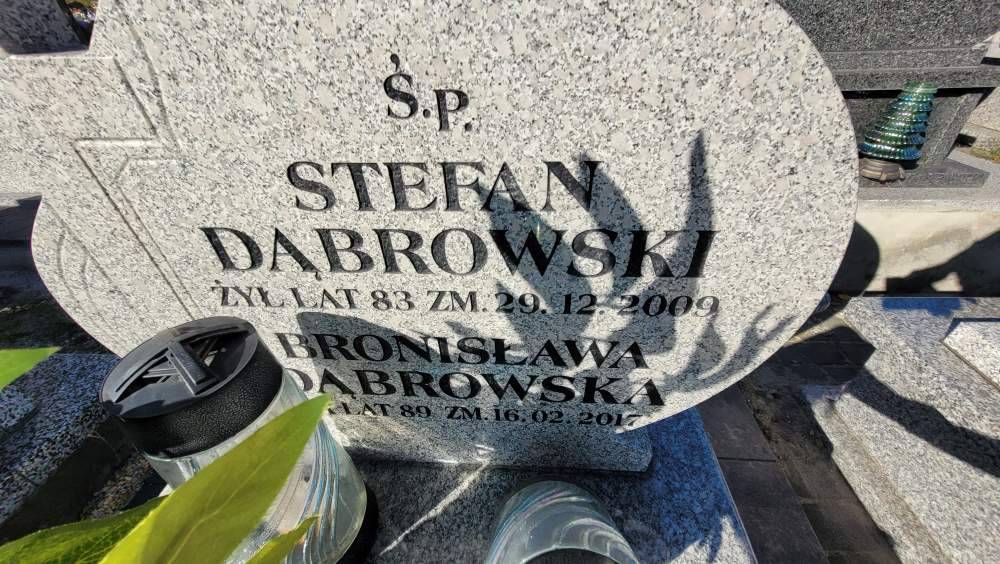 Ś.P.
STEFAN
DĄBROWSKI
ŻYŁ LAT 83 ZM. 29. 12. 2009
BRONISŁAWA
DĄBROWSKA
LAT 89 ZM. 16. 02. 2017